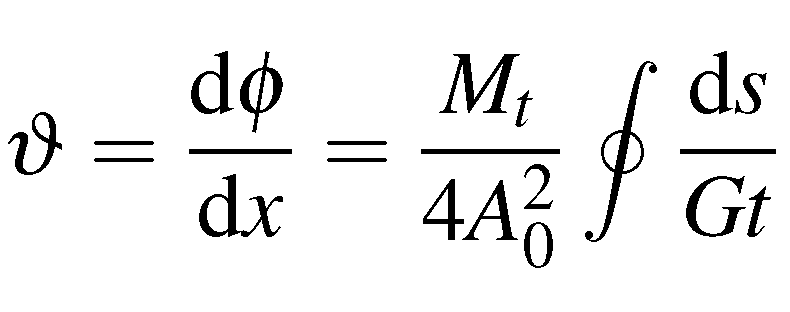 ϑ = dϕ/dx = M_t/(4A_0^2) ∮ ds/(Gt)